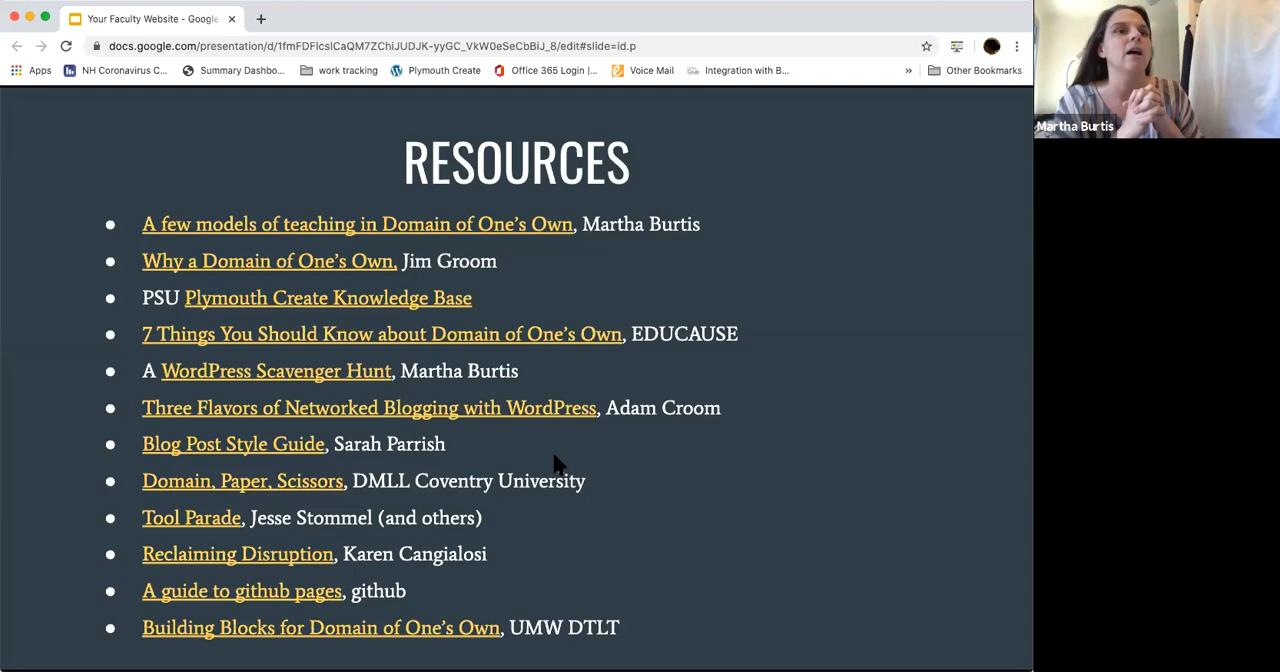 Your Faculty Website - Google
docs.google.com/presentation/d/1fmFDFlcslCaQM7ZChiJUDJK-yyGC_VkW0eSeCbBiJ_8/edit#slide=id.p
Apps NH Coronavirus C... Summary Dashbo... work tracking Plymouth Create Office 365 Login |... Voice Mail Integration with B... » Other Bookmarks
Martha Burtis
RESOURCES
● A few models of teaching in Domain of One's Own, Martha Burtis
● Why a Domain of One's Own, Jim Groom
● PSU Plymouth Create Knowledge Base
● 7 Things You Should Know about Domain of One's Own, EDUCAUSE
● A WordPress Scavenger Hunt, Martha Burtis
● Three Flavors of Networked Blogging with WordPress, Adam Croom
● Blog Post Style Guide, Sarah Parrish
● Domain, Paper, Scissors, DMLL Coventry University
● Tool Parade, Jesse Stommel (and others)
● Reclaiming Disruption, Karen Cangialosi
● A guide to github pages, github
● Building Blocks for Domain of One's Own, UMW DTLT